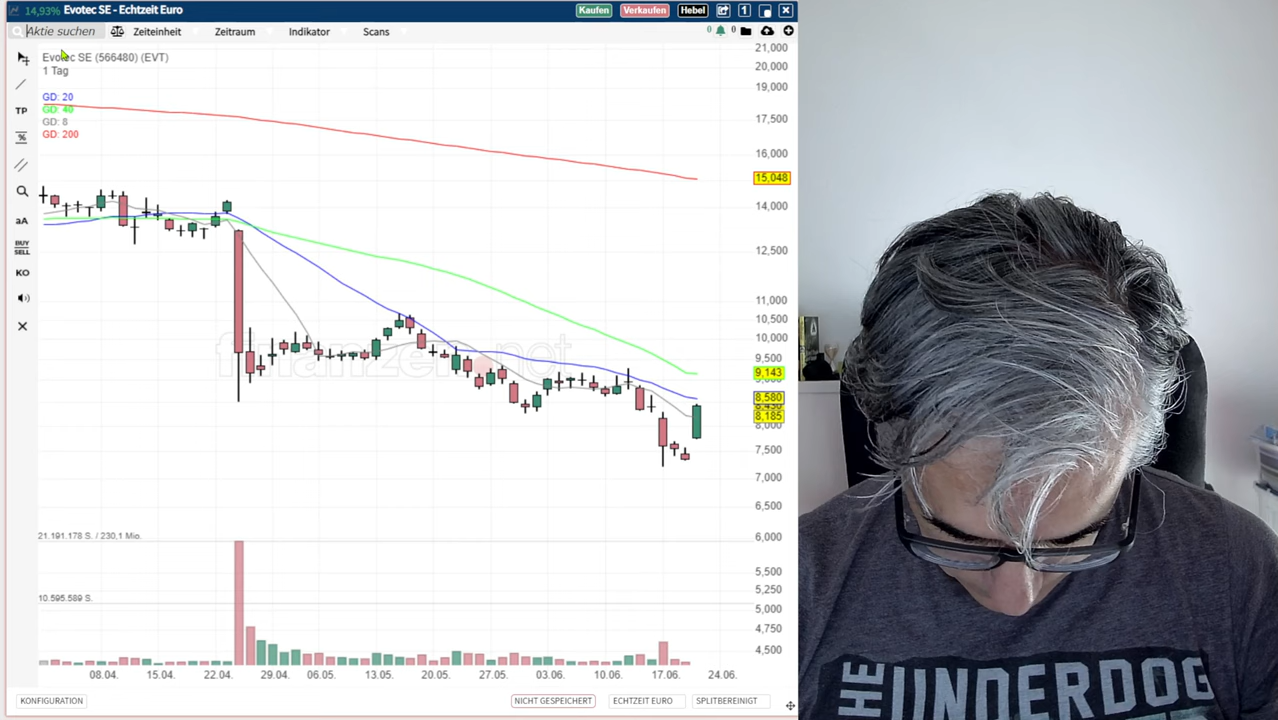 14,93% Evotec SE - Echtzeit Euro Kaufen Verkaufen Hebel 1
Aktie suchen Zeiteinheit Zeitraum Indikator Scans 0 0
Evotec SE (566480) (EVT)
1 Tag
GD: 20
GD: 40
GD: 8
GD: 200
TP
%
aA
BUY
SELL
KO
finanzen.net
21,000
20,000
19,000
17,500
16,000
15,048
14,000
12,500
11,000
10,500
10,000
9,500
9,143
8,580
8,185
8,000
7,500
7,000
6,500
6,000
5,500
5,250
5,000
4,750
4,500
21.191.178 S. / 230,1 Mio.
10.595.589 S.
08.04. 15.04. 22.04. 29.04. 06.05. 13.05. 20.05. 27.05. 03.06. 10.06. 17.06. 24.06.
KONFIGURATION NICHT GESPEICHERT ECHTZEIT EURO SPLITBEREINIGT
HE UNDERDOG